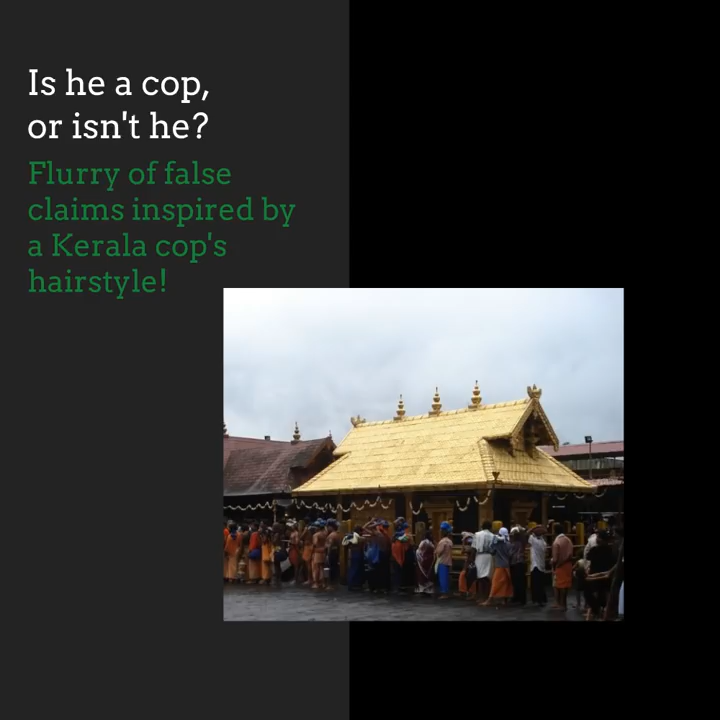 Is he a cop,
or isn't he?
Flurry of false
claims inspired by
a Kerala cop's
hairstyle!